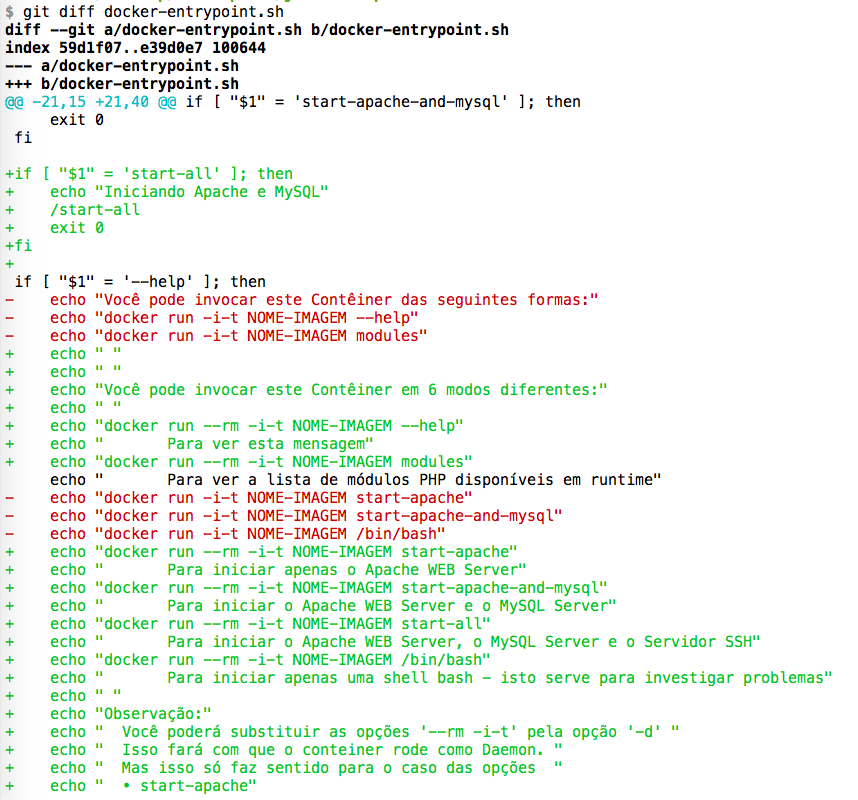 $ git diff docker-entrypoint.sh
diff --git a/docker-entrypoint.sh b/docker-entrypoint.sh
index 59d1f07..e39d0e7 100644
--- a/docker-entrypoint.sh
+++ b/docker-entrypoint.sh
@@ -21,15 +21,40 @@ if [ "$1" = 'start-apache-and-mysql' ]; then
     exit 0
 fi

+if [ "$1" = 'start-all' ]; then
+    echo "Iniciando Apache e MySQL"
+    /start-all
+    exit 0
+fi
+
 if [ "$1" = '--help' ]; then
-    echo "Você pode invocar este Contêiner das seguintes formas:"
-    echo "docker run -i-t NOME-IMAGEM --help"
-    echo "docker run -i-t NOME-IMAGEM modules"
+    echo " "
+    echo " "
+    echo "Você pode invocar este Contêiner em 6 modos diferentes:"
+    echo " "
+    echo "docker run --rm -i-t NOME-IMAGEM --help"
+    echo "       Para ver esta mensagem"
+    echo "docker run --rm -i-t NOME-IMAGEM modules"
     echo "       Para ver a lista de módulos PHP disponíveis em runtime"
-    echo "docker run -i-t NOME-IMAGEM start-apache"
-    echo "docker run -i-t NOME-IMAGEM start-apache-and-mysql"
-    echo "docker run -i-t NOME-IMAGEM /bin/bash"
+    echo "docker run --rm -i-t NOME-IMAGEM start-apache"
+    echo "       Para iniciar apenas o Apache WEB Server"
+    echo "docker run --rm -i-t NOME-IMAGEM start-apache-and-mysql"
+    echo "       Para iniciar o Apache WEB Server e o MySQL Server"
+    echo "docker run --rm -i-t NOME-IMAGEM start-all"
+    echo "       Para iniciar o Apache WEB Server, o MySQL Server e o Servidor SSH"
+    echo "docker run --rm -i-t NOME-IMAGEM /bin/bash"
+    echo "       Para iniciar apenas uma shell bash - isto serve para investigar problemas"
+    echo " "
+    echo "Observação:"
+    echo "  Você poderá substituir as opções '--rm -i-t' pela opção '-d' "
+    echo "  Isso fará com que o conteiner rode como Daemon. "
+    echo "  Mas isso só faz sentido para o caso das opções  "
+    echo "  • start-apache"